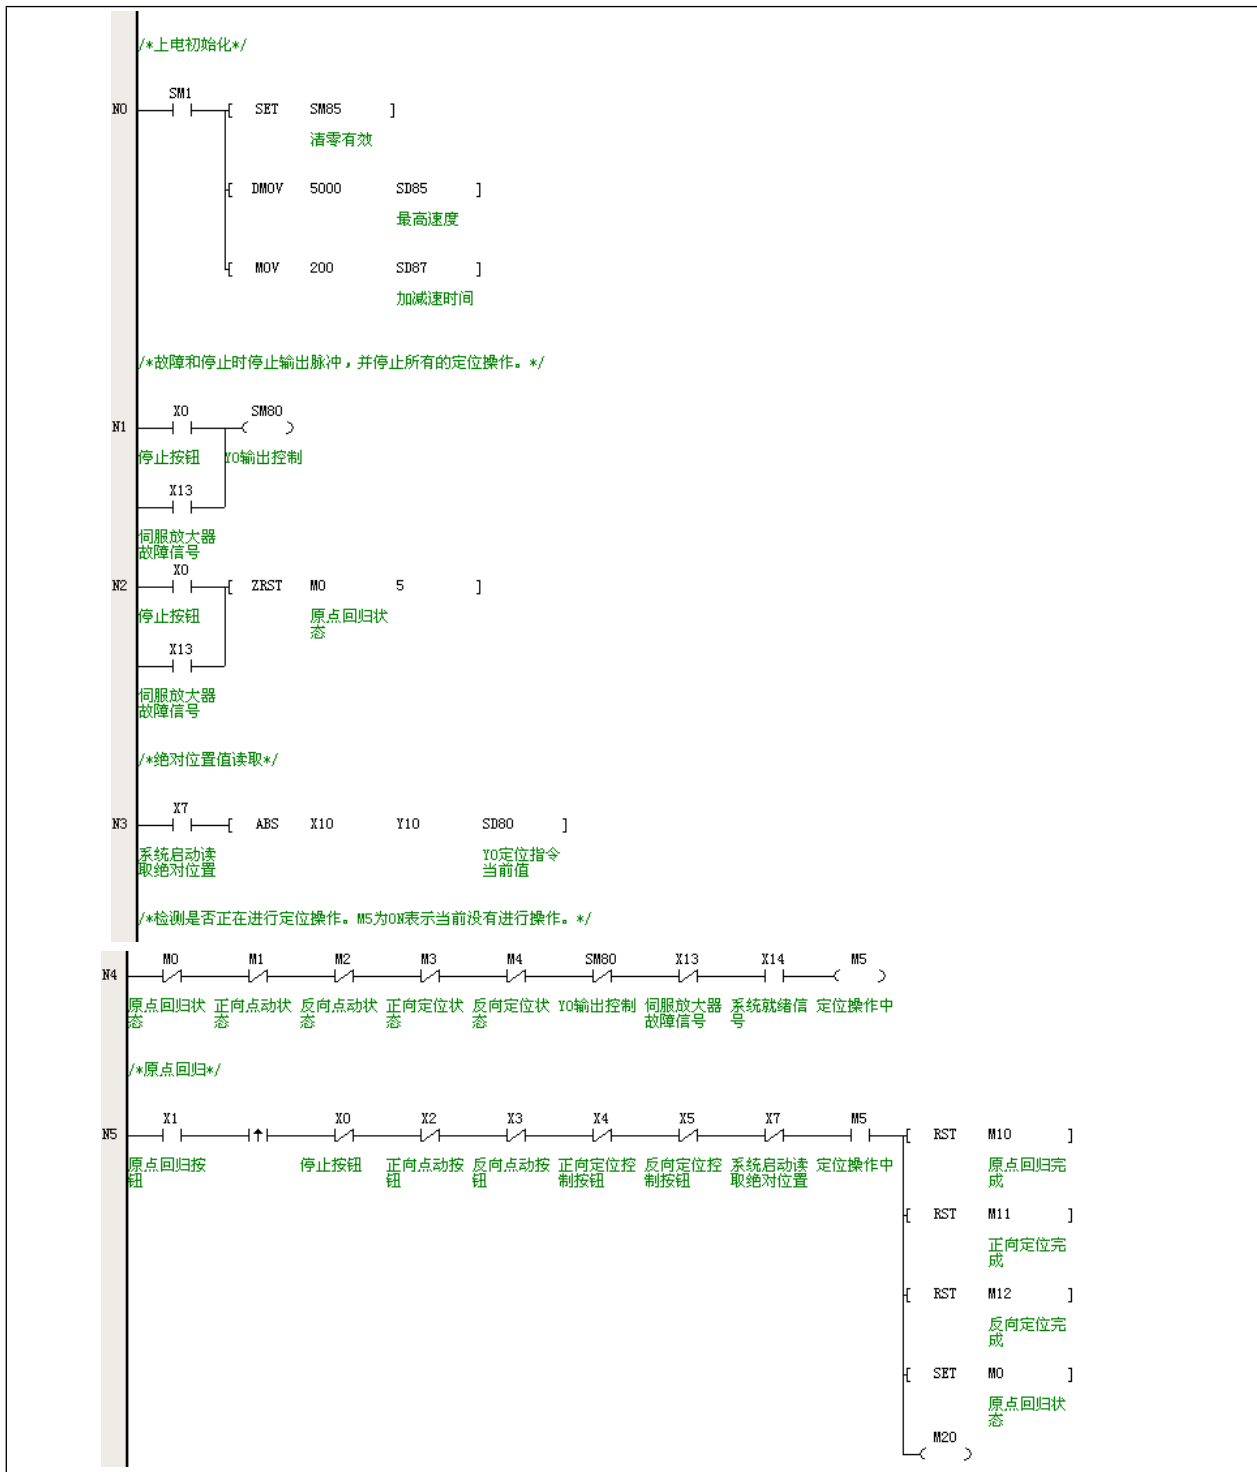 /*上电初始化*/
SM1
N0 [ SET SM85 ]
清零有效
[ DMOV 5000 SD85 ]
最高速度
[ MOV 200 SD87 ]
加减速时间
/*故障和停止时停止输出脉冲，并停止所有的定位操作。*/
X0 SM80
N1 ( )
停止按钮 Y0输出控制
X13
伺服放大器
故障信号
X0
N2 [ ZRST M0 5 ]
停止按钮 原点回归状
态
X13
伺服放大器
故障信号
/*绝对位置值读取*/
X7
N3 [ ABS X10 Y10 SD80 ]
系统启动读 Y0定位指令
取绝对位置 当前值
/*检测是否正在进行定位操作。M5为ON表示当前没有进行操作。*/
M0 M1 M2 M3 M4 SM80 X13 X14 M5
N4 ( )
原点回归状 正向点动状 反向点动状 正向定位状 反向定位状 Y0输出控制 伺服放大器 系统就绪信 定位操作中
态 态 态 态 态 故障信号 号
/*原点回归*/
X1 X0 X2 X3 X4 X5 X7 M5
N5 [ RST M10 ]
原点回归按 停止按钮 正向点动按 反向点动按 正向定位控 反向定位控 系统启动读 定位操作中 原点回归完
钮 钮 钮 制按钮 制按钮 取绝对位置 成
[ RST M11 ]
正向定位完
成
[ RST M12 ]
反向定位完
成
[ SET M0 ]
原点回归状
态
M20
( )